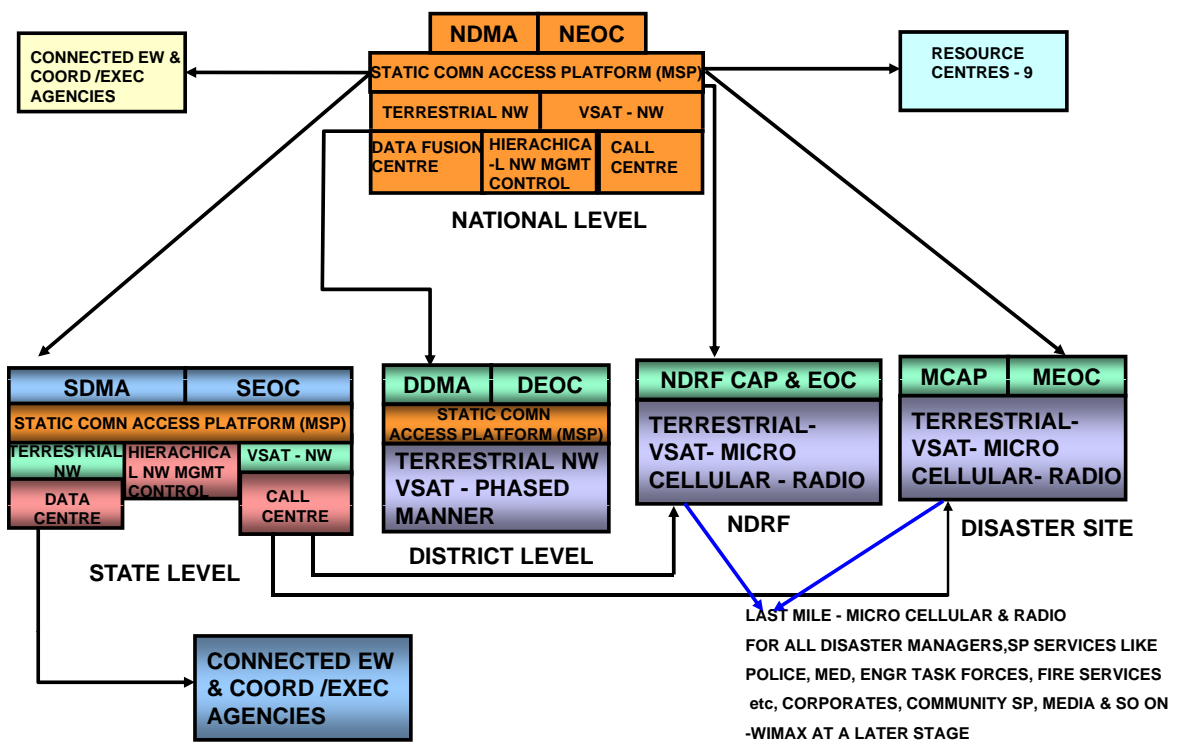 NDMA NEOC
CONNECTED EW &
COORD /EXEC
AGENCIES
STATIC COMN ACCESS PLATFORM (MSP)
RESOURCE
CENTRES - 9
TERRESTRIAL NW VSAT - NW
DATA FUSION
CENTRE
HIERACHICA
-L NW MGMT
CONTROL
CALL
CENTRE
NATIONAL LEVEL
SDMA SEOC
STATIC COMN ACCESS PLATFORM (MSP)
TERRESTRIAL
NW
HIERACHICA
L NW MGMT
CONTROL
VSAT - NW
DATA
CENTRE
CALL
CENTRE
STATE LEVEL
DDMA DEOC
STATIC COMN
ACCESS PLATFORM (MSP)
TERRESTRIAL NW
VSAT - PHASED
MANNER
DISTRICT LEVEL
NDRF CAP & EOC
TERRESTRIAL-
VSAT- MICRO
CELLULAR - RADIO
NDRF
MCAP MEOC
TERRESTRIAL-
VSAT- MICRO
CELLULAR- RADIO
DISASTER SITE
CONNECTED EW
& COORD /EXEC
AGENCIES
LAST MILE - MICRO CELLULAR & RADIO
FOR ALL DISASTER MANAGERS,SP SERVICES LIKE
POLICE, MED, ENGR TASK FORCES, FIRE SERVICES
etc, CORPORATES, COMMUNITY SP, MEDIA & SO ON
-WIMAX AT A LATER STAGE